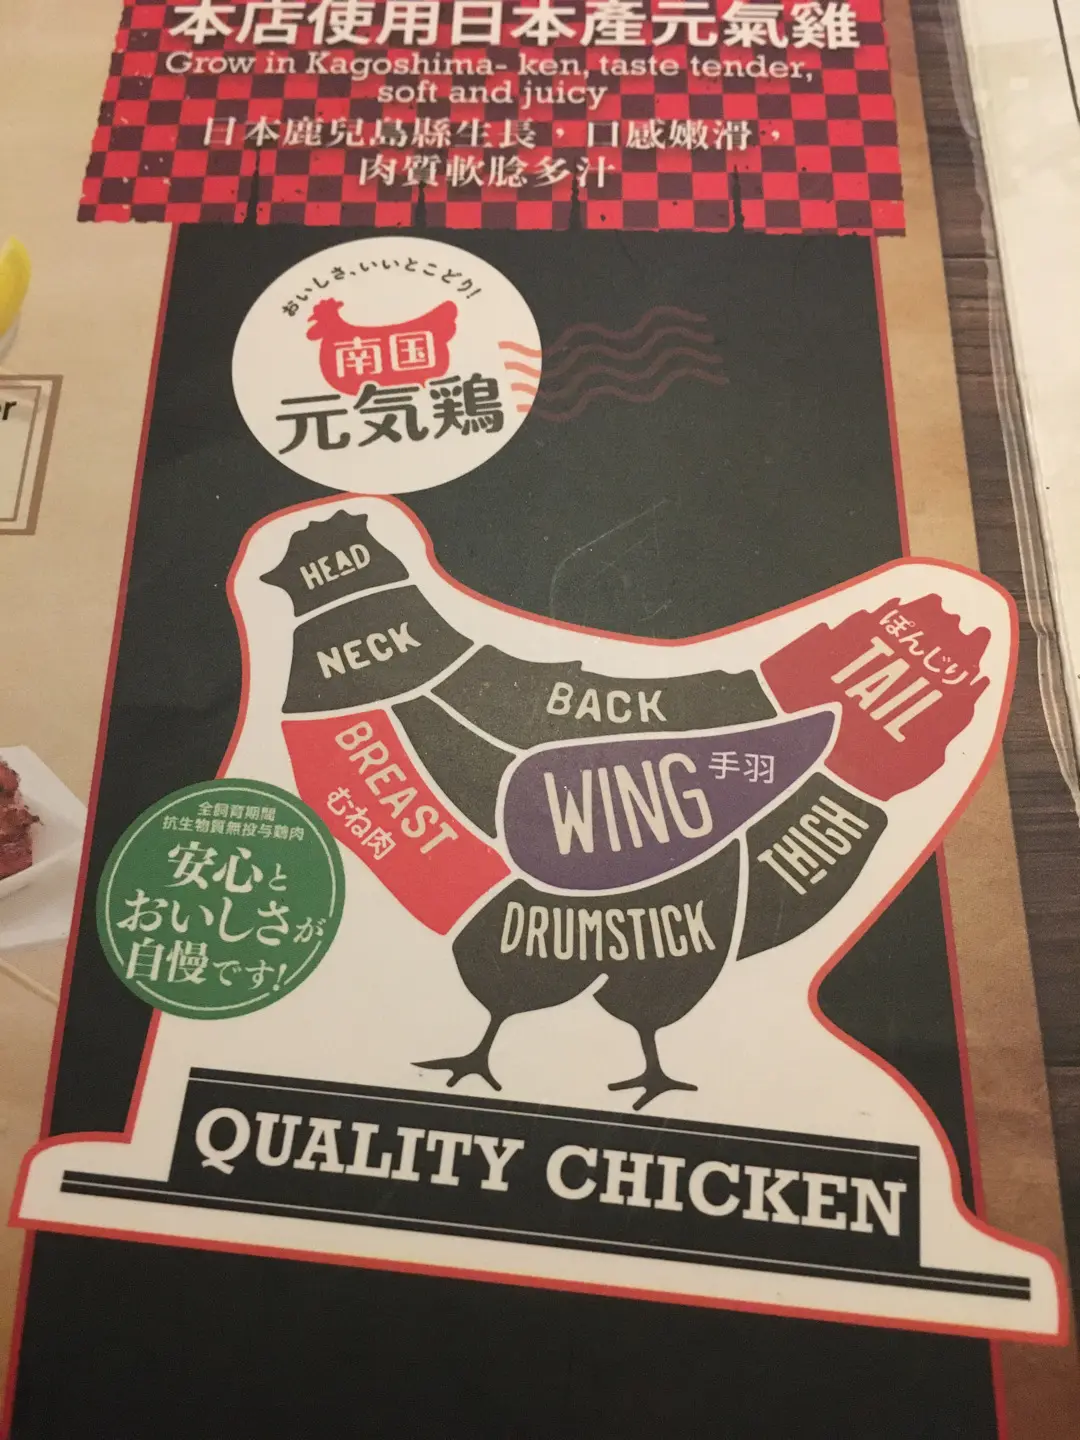 本店使用日本產元氣雞
Grow in Kagoshima- ken, taste tender,
soft and juicy
日本鹿兒島縣生長，口感嫩滑，
肉質軟腍多汁
おいしさ、いいとこどり!
南国
元気鶏
er
HEAD
NECK
BACK
ぽんじり
TAIL
BREAST
むね肉
WING 手羽
THIGH
DRUMSTICK
全飼育期間
抗生物質無投与鶏肉
安心と
おいしさが
自慢です!
QUALITY CHICKEN